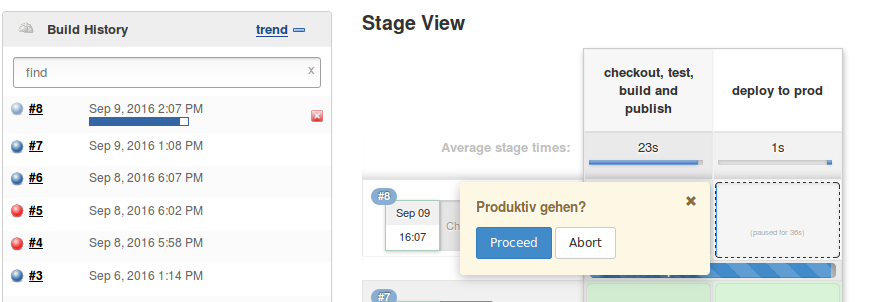 Build History
trend
find
x
#8
Sep 9, 2016 2:07 PM
#7
Sep 9, 2016 1:08 PM
#6
Sep 8, 2016 6:07 PM
#5
Sep 8, 2016 6:02 PM
#4
Sep 8, 2016 5:58 PM
#3
Sep 6, 2016 1:14 PM
Stage View
checkout, test,
build and
publish
deploy to prod
Average stage times:
23s
1s
#8
Sep 09
16:07
Ch
Produktiv gehen?
Proceed
Abort
(paused for 36s)
#7